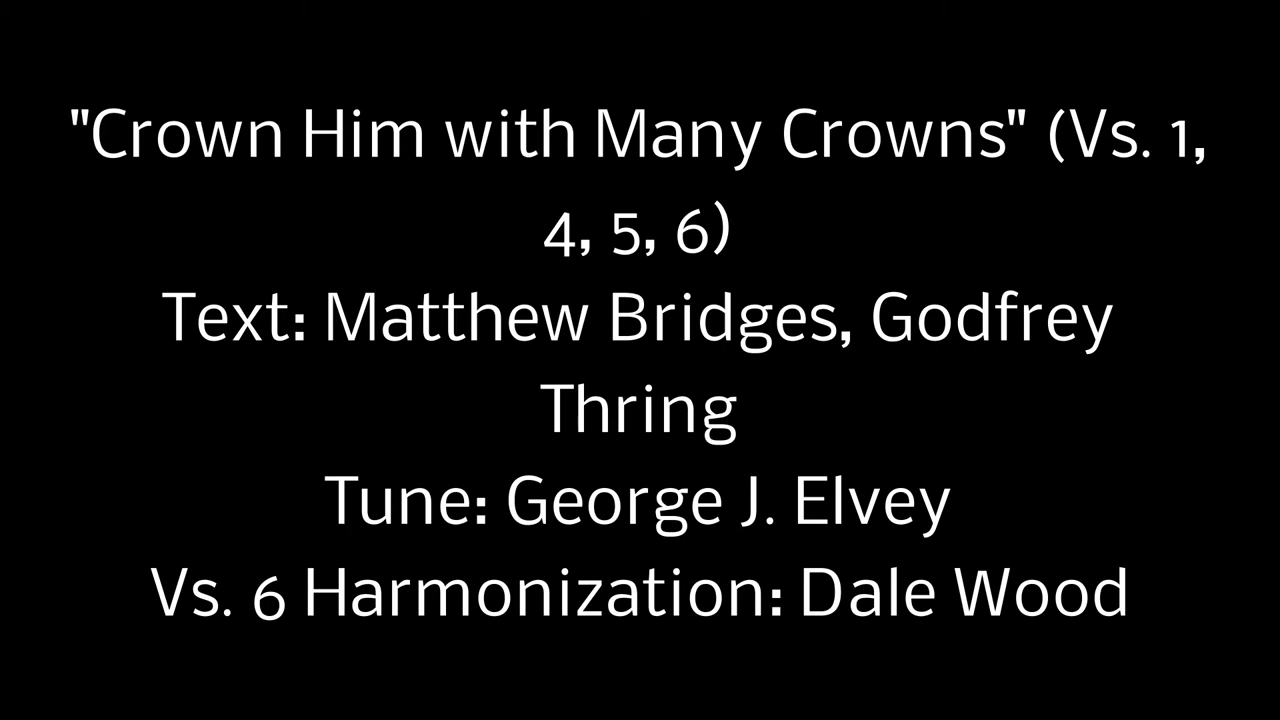 "Crown Him with Many Crowns" (Vs. 1,
4, 5, 6)
Text: Matthew Bridges, Godfrey
Thring
Tune: George J. Elvey
Vs. 6 Harmonization: Dale Wood